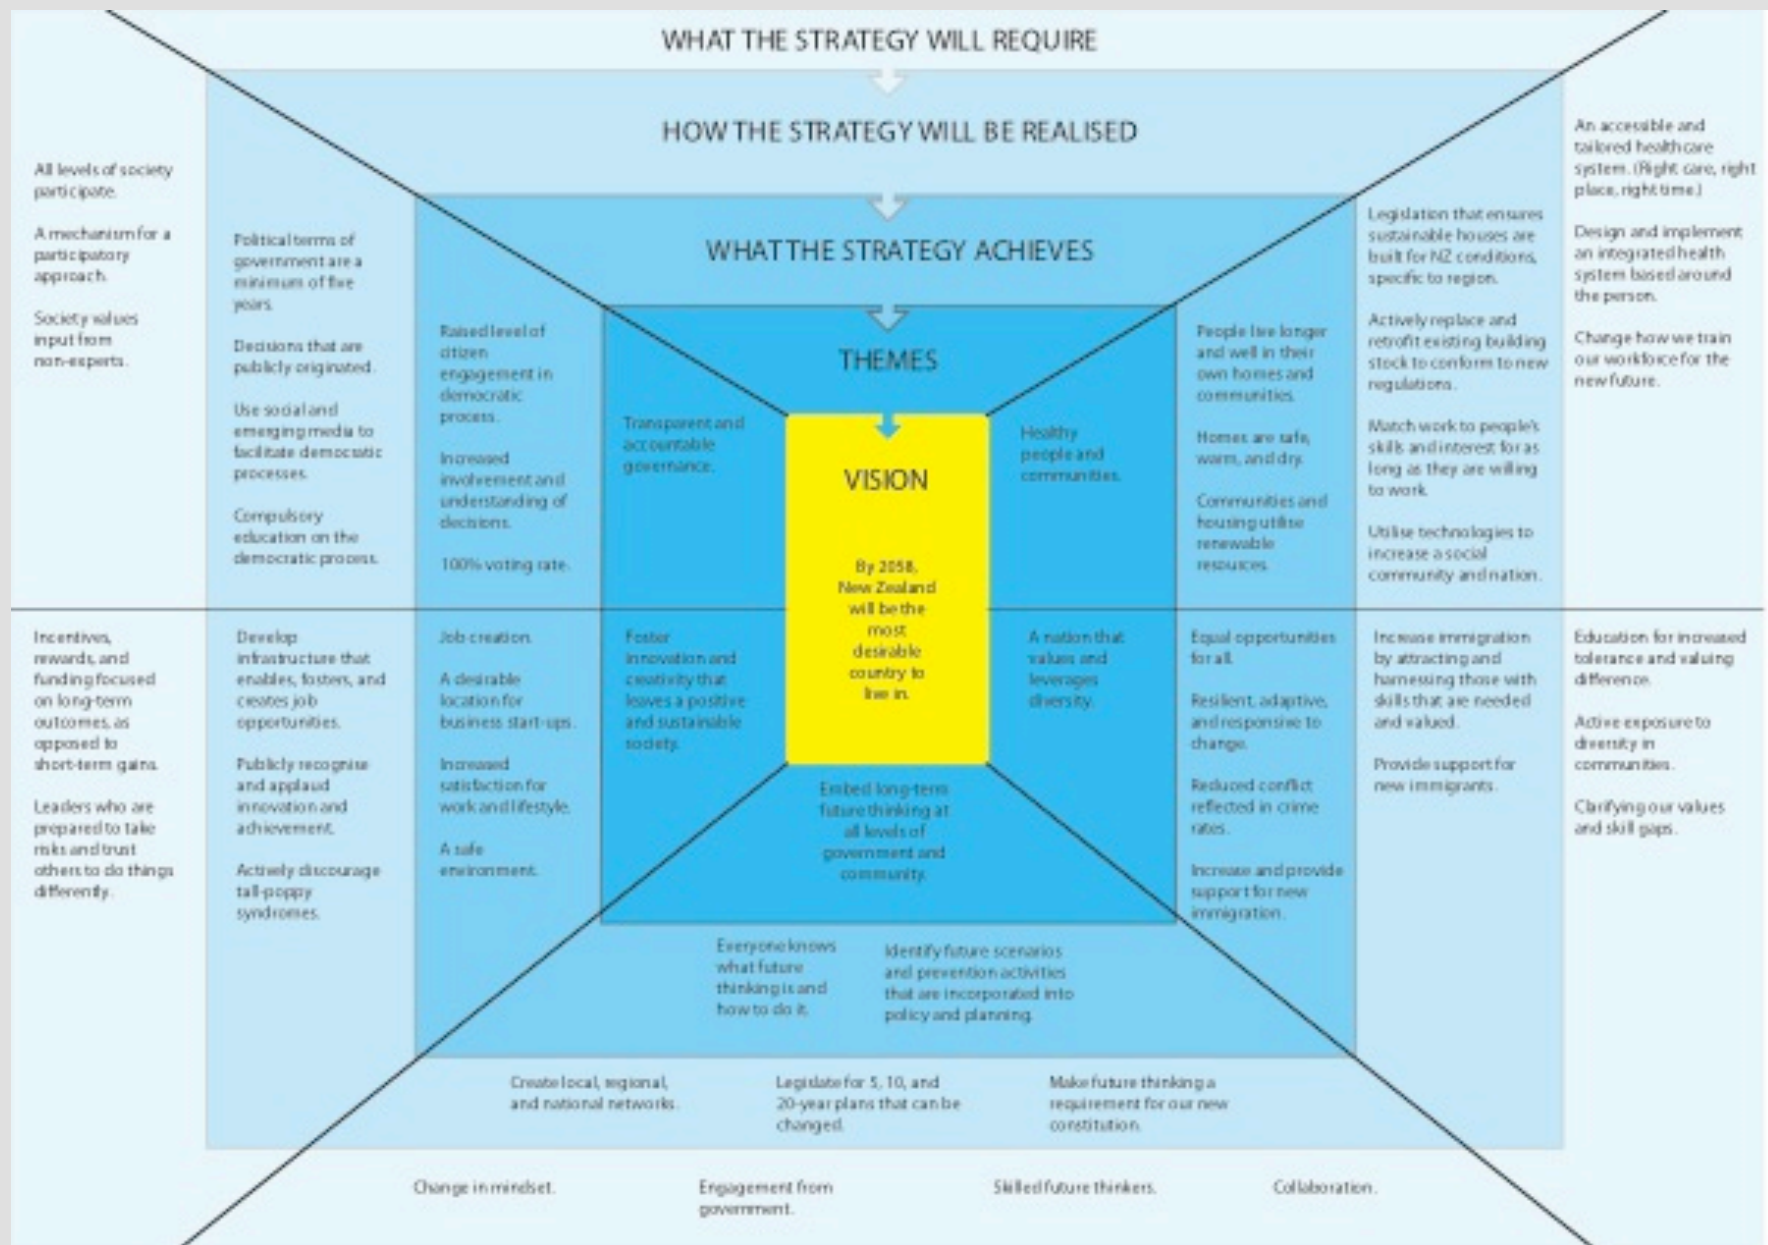 WHAT THE STRATEGY WILL REQUIRE
HOW THE STRATEGY WILL BE REALISED
WHAT THE STRATEGY ACHIEVES
THEMES
VISION
By 2058,
New Zealand
will be the
most
desirable
country to
live in.
All levels of society
participate.
A mechanism for a
participatory
approach.
Society values
input from
non-experts.
Political terms of
government are a
minimum of five
years.
Decisions that are
publicly originated.
Use social and
emerging media to
facilitate democratic
processes.
Compulsory
education on the
democratic process.
Raised level of
citizen
engagement in
democratic
process.
Increased
involvement and
understanding of
decisions.
100% voting rate.
Transparent and
accountable
governance.
Healthy
people and
communities.
People live longer
and well in their
own homes and
communities.
Homes are safe,
warm, and dry.
Communities and
housing utilise
renewable
resources.
Legislation that ensures
sustainable houses are
built for NZ conditions,
specific to region.
Actively replace and
retrofit existing building
stock to conform to new
regulations.
Match work to people's
skills and interest for as
long as they are willing
to work.
Utilise technologies to
increase a social
community and nation.
An accessible and
tailored healthcare
system. (Right care, right
place, right time.)
Design and implement
an integrated health
system based around
the person.
Change how we train
our workforce for the
new future.
Incentives,
rewards, and
funding focused
on long-term
outcomes, as
opposed to
short-term gains.
Leaders who are
prepared to take
risks and trust
others to do things
differently.
Develop
infrastructure that
enables, fosters, and
creates job
opportunities.
Publicly recognise
and applaud
innovation and
achievement.
Actively discourage
tall-poppy
syndromes.
Job creation.
A desirable
location for
business start-ups.
Increased
satisfaction for
work and lifestyle.
A safe
environment.
Foster
innovation and
creativity that
leaves a positive
and sustainable
society.
A nation that
values and
leverages
diversity.
Equal opportunities
for all.
Resilient, adaptive,
and responsive to
change.
Reduced conflict
reflected in crime
rates.
Increase and provide
support for new
immigration.
Increase immigration
by attracting and
harnessing those with
skills that are needed
and valued.
Provide support for
new immigrants.
Education for increased
tolerance and valuing
difference.
Active exposure to
diversity in
communities.
Clarifying our values
and skill gaps.
Embed long-term
future thinking at
all levels of
government and
community.
Everyone knows
what future
thinking is and
how to do it.
Identify future scenarios
and prevention activities
that are incorporated into
policy and planning.
Create local, regional,
and national networks.
Legislate for 5, 10, and
20-year plans that can be
changed.
Make future thinking a
requirement for our new
constitution.
Change in mindset.
Engagement from
government.
Skilled future thinkers.
Collaboration.